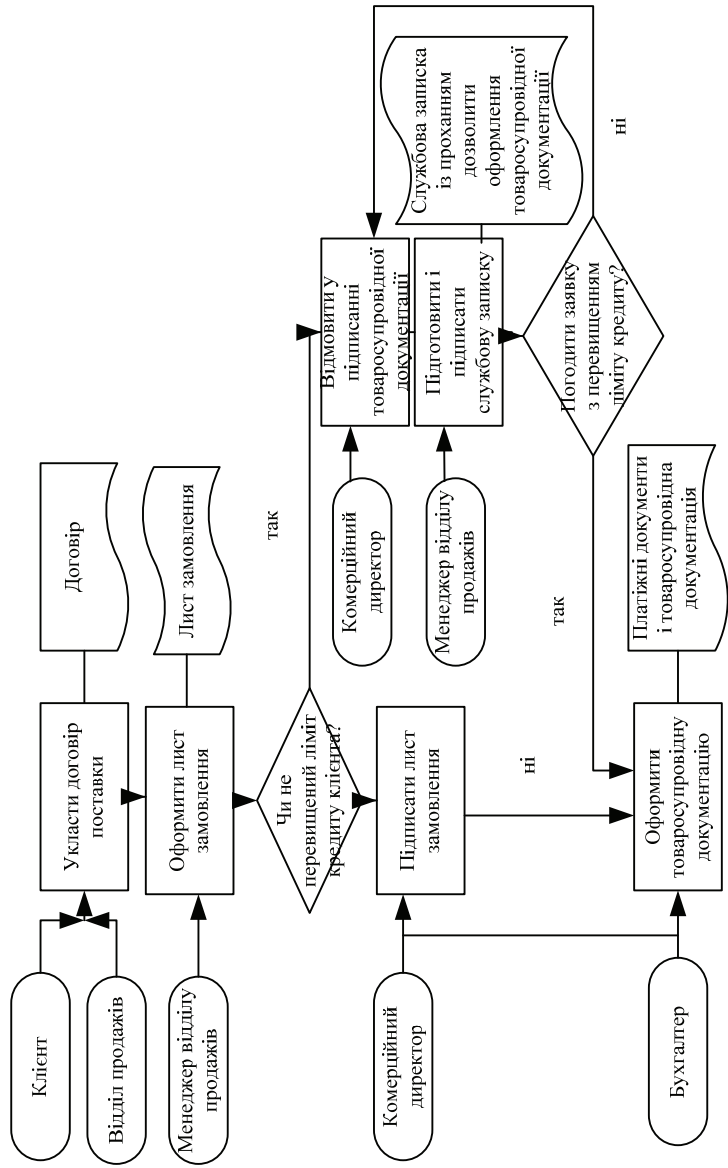 Клієнт
Відділ продажів
Укласти договір
поставки
Договір
Менеджер відділу
продажів
Оформити лист
замовлення
Лист замовлення
Чи не
перевищений ліміт
кредиту клієнта?
так
Комерційний
директор
Підписати лист
замовлення
Комерційний
директор
Відмовити у
підписанні
товаросупровідної
документації
Менеджер відділу
продажів
Підготовити і
підписати
службову записку
Службова записка
із проханням
дозволити
оформлення
товаросупровідної
документації
ні
так
Погодити заявку
з перевищенням
ліміту кредиту?
ні
Бухгалтер
Оформити
товаросупровідну
документацію
Платіжні документи
і товаросупровідна
документація